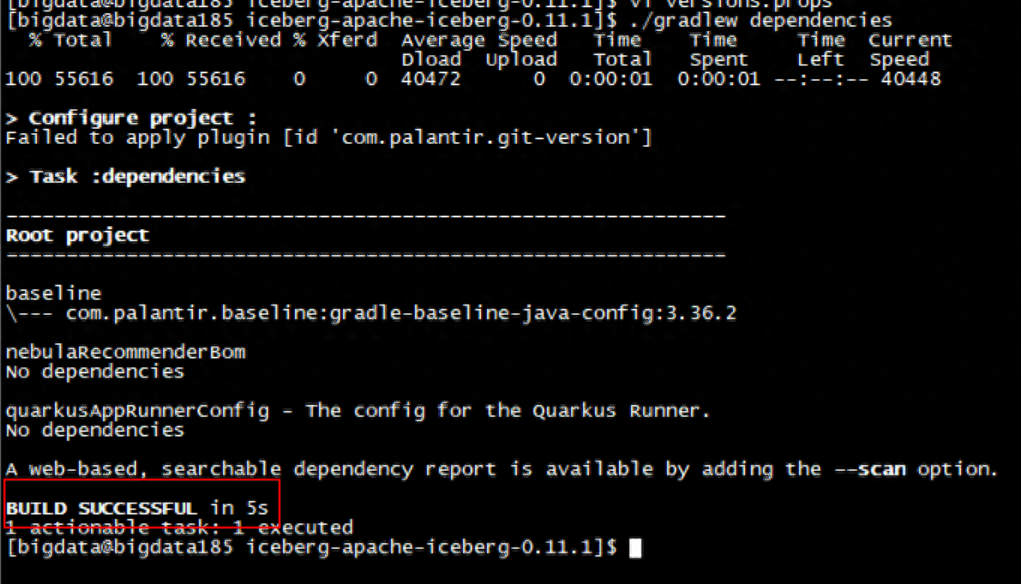 [bigdata@bigdata185 iceberg-apache-iceberg-0.11.1]$ vi versions.props
[bigdata@bigdata185 iceberg-apache-iceberg-0.11.1]$ ./gradlew dependencies
% Total % Received % Xferd Average Speed Time Time Time Current
Dload Upload Total Spent Left Speed
100 55616 100 55616 0 0 40472 0 0:00:01 0:00:01 --:--:-- 40448
> Configure project :
Failed to apply plugin [id 'com.palantir.git-version']
> Task :dependencies
------------------------------------------------------------
Root project
------------------------------------------------------------
baseline
\--- com.palantir.baseline:gradle-baseline-java-config:3.36.2
nebulaRecommenderBom
No dependencies
quarkusAppRunnerConfig - The config for the Quarkus Runner.
No dependencies
A web-based, searchable dependency report is available by adding the --scan option.
BUILD SUCCESSFUL in 5s
1 actionable task: 1 executed
[bigdata@bigdata185 iceberg-apache-iceberg-0.11.1]$